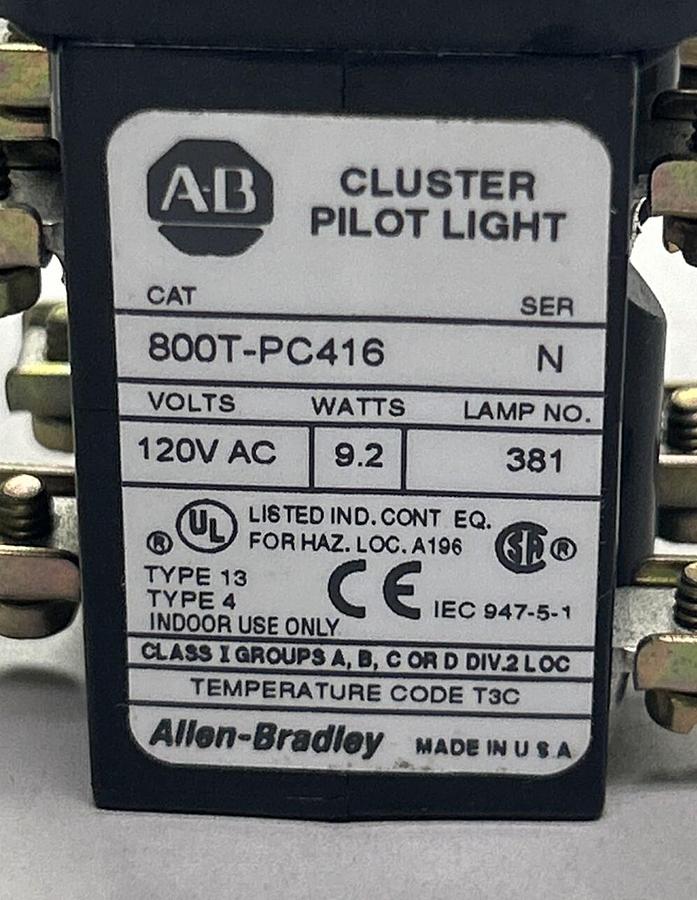 A-B
CLUSTER
PILOT LIGHT
CAT SER
800T-PC416 N
VOLTS WATTS LAMP NO.
120V AC 9.2 381
® UL LISTED IND. CONT EQ.
FOR HAZ. LOC. A196 SA ®
TYPE 13
TYPE 4 CE IEC 947-5-1
INDOOR USE ONLY
CLASS I GROUPS A, B, C OR D DIV.2 LOC
TEMPERATURE CODE T3C
Allen-Bradley MADE IN U S A